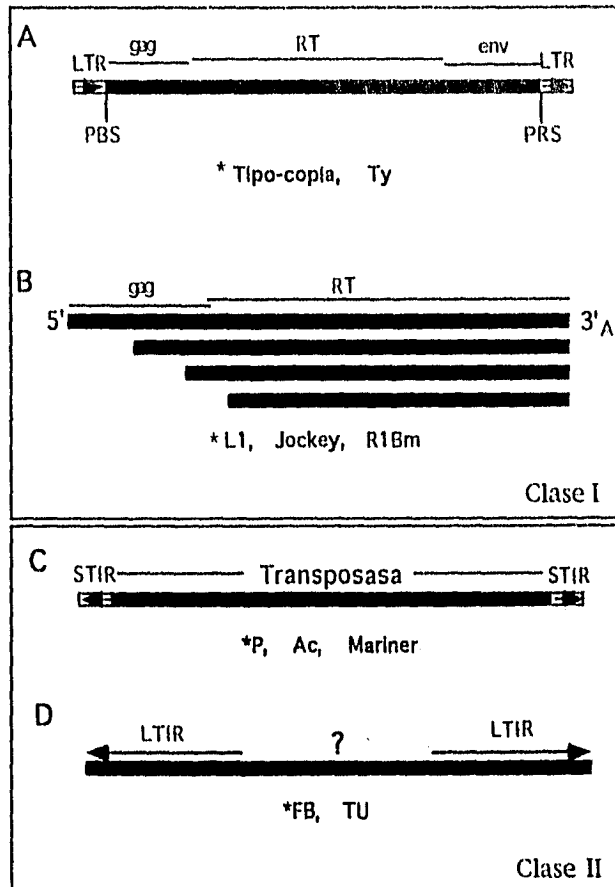 A
gag RT env
LTR LTR
PBS PRS
* Tipo-copia, Ty
B
gag RT
5' 3'A
*L1, Jockey, R1Bm
Clase I
C
STIR Transposasa STIR
*P, Ac, Mariner
D
LTIR ? LTIR
*FB, TU
Clase II